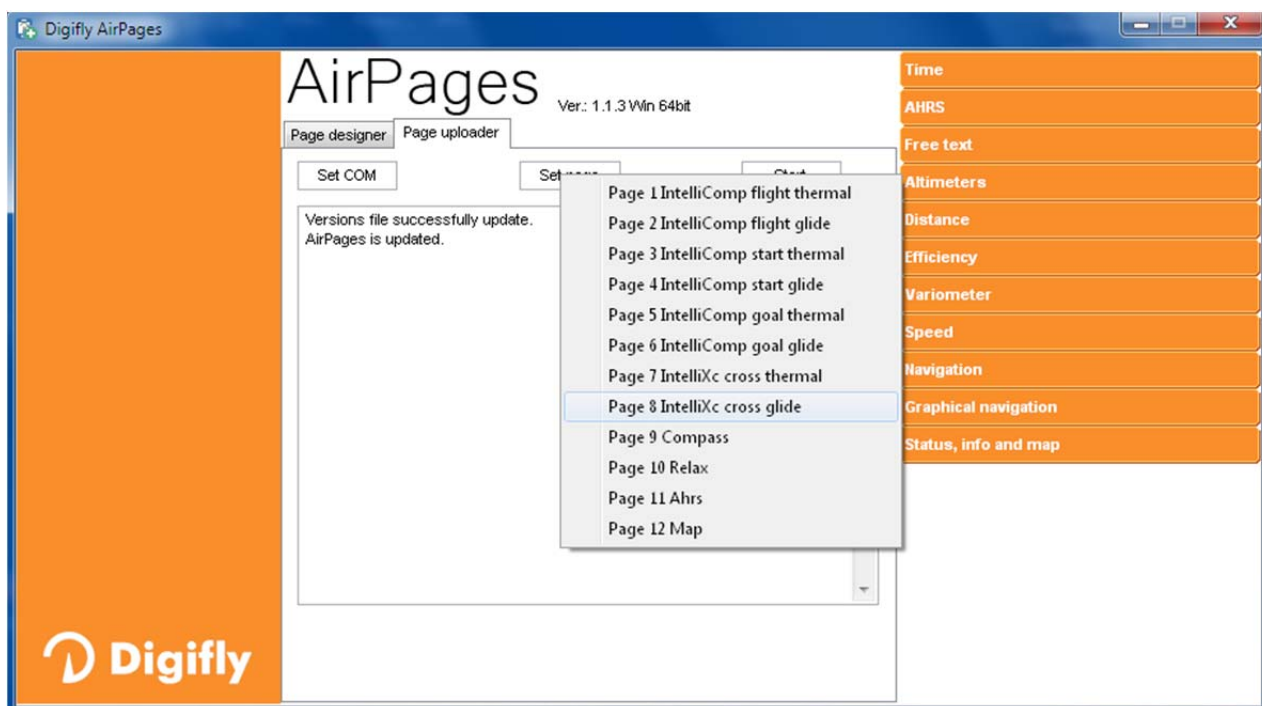 Digifly AirPages
AirPages
Ver.: 1.1.3 Win 64bit
Page designer
Page uploader
Set COM
Set page
Start
Versions file successfully update.
AirPages is updated.
Page 1 IntelliComp flight thermal
Page 2 IntelliComp flight glide
Page 3 IntelliComp start thermal
Page 4 IntelliComp start glide
Page 5 IntelliComp goal thermal
Page 6 IntelliComp goal glide
Page 7 IntelliXc cross thermal
Page 8 IntelliXc cross glide
Page 9 Compass
Page 10 Relax
Page 11 Ahrs
Page 12 Map
Time
AHRS
Free text
Altimeters
Distance
Efficiency
Variometer
Speed
Navigation
Graphical navigation
Status, info and map
Digifly